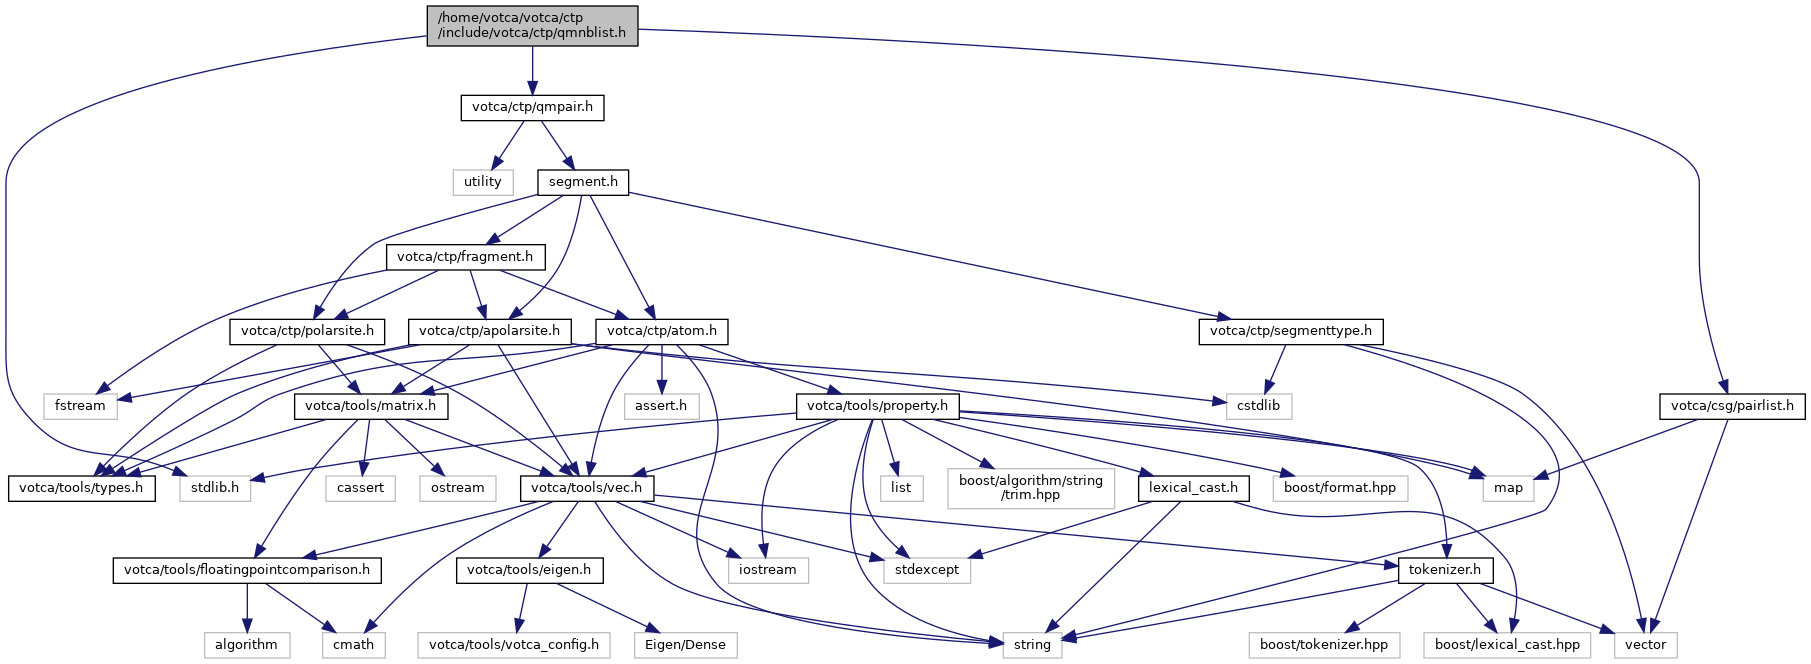 /home/votca/votca/ctp
/include/votca/ctp/qmnblist.h
votca/ctp/qmpair.h
utility
segment.h
votca/ctp/fragment.h
votca/ctp/polarsite.h
votca/ctp/apolarsite.h
votca/ctp/atom.h
votca/ctp/segmenttype.h
fstream
votca/tools/matrix.h
assert.h
votca/tools/property.h
cstdlib
votca/csg/pairlist.h
votca/tools/types.h
stdlib.h
cassert
ostream
votca/tools/vec.h
list
boost/algorithm/string
/trim.hpp
lexical_cast.h
boost/format.hpp
map
votca/tools/floatingpointcomparison.h
votca/tools/eigen.h
iostream
stdexcept
tokenizer.h
algorithm
cmath
votca/tools/votca_config.h
Eigen/Dense
string
boost/tokenizer.hpp
boost/lexical_cast.hpp
vector